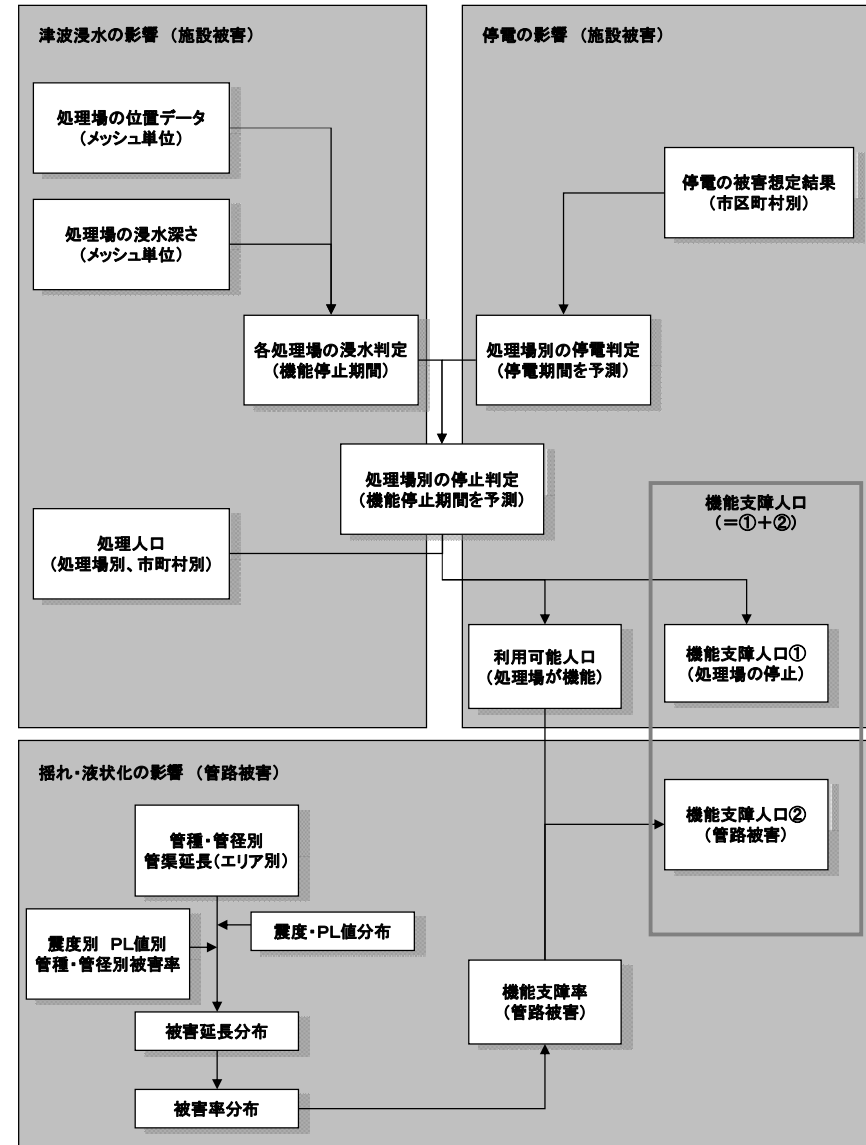 津波浸水の影響（施設被害）
処理場の位置データ
（メッシュ単位）
処理場の浸水深さ
（メッシュ単位）
各処理場の浸水判定
（機能停止期間）
停電の影響（施設被害）
停電の被害想定結果
（市区町村別）
処理場別の停電判定
（停電期間を予測）
処理場別の停止判定
（機能停止期間を予測）
処理人口
（処理場別、市町村別）
機能支障人口
（＝①＋②）
利用可能人口
（処理場が機能）
機能支障人口①
（処理場の停止）
揺れ・液状化の影響（管路被害）
管種・管径別
管渠延長（エリア別）
震度・PL値分布
震度別　PL値別
管種・管径別被害率
被害延長分布
被害率分布
機能支障率
（管路被害）
機能支障人口②
（管路被害）